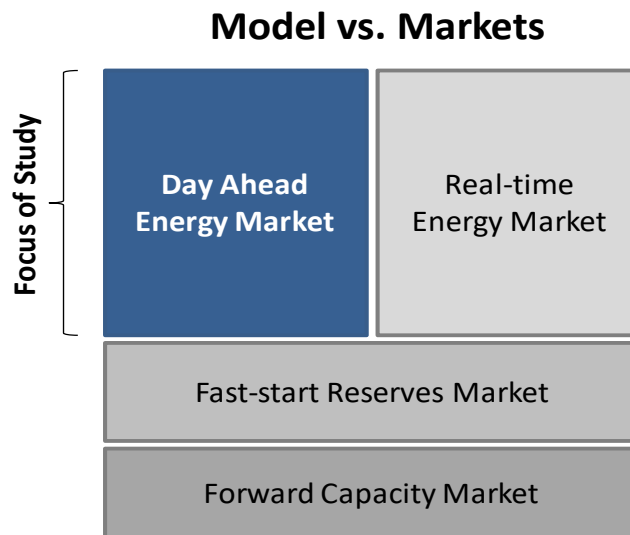 Model vs. Markets
Focus of Study
Day Ahead
Energy Market
Real-time
Energy Market
Fast-start Reserves Market
Forward Capacity Market